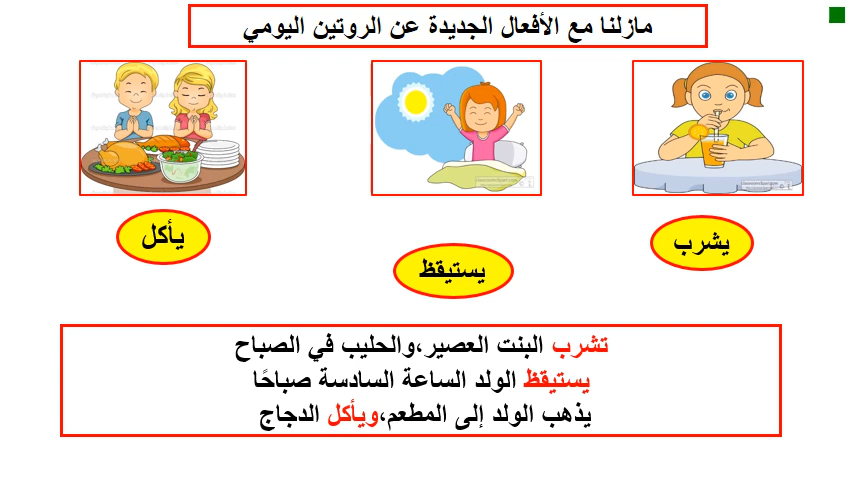 مازلنا مع الأفعال الجديدة عن الروتين اليومي
يشرب
يستيقظ
يأكل
تشرب البنت العصير،والحليب في الصباح
يستيقظ الولد الساعة السادسة صباحًا
يذهب الولد إلى المطعم،ويأكل الدجاج